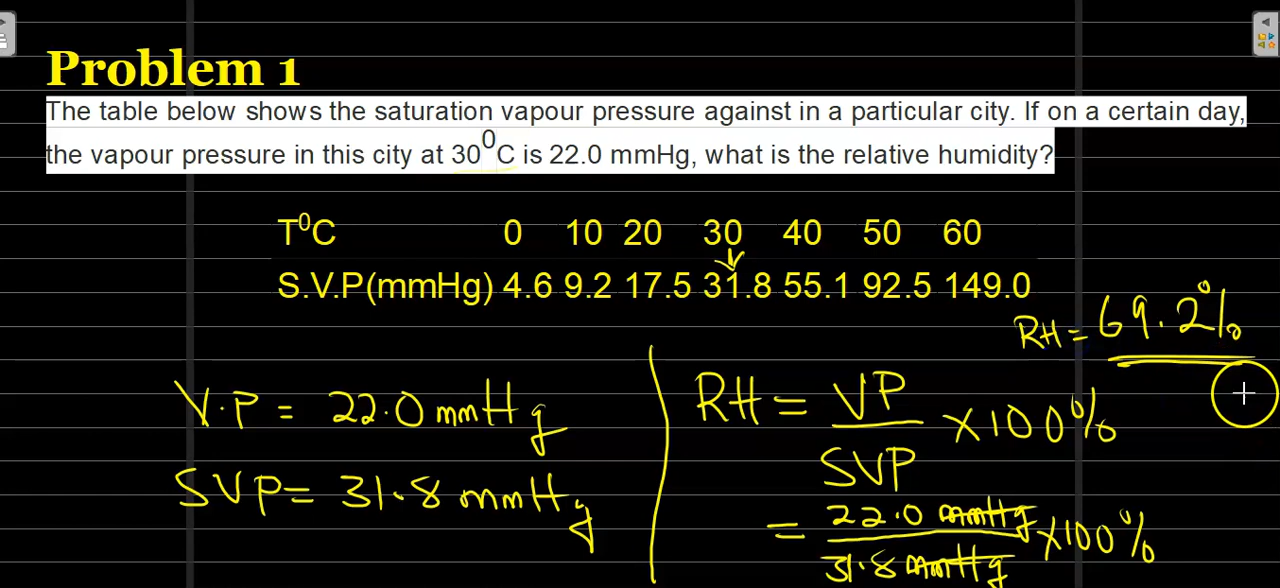 Problem 1
The table below shows the saturation vapour pressure against in a particular city. If on a certain day,
the vapour pressure in this city at 30⁰C is 22.0 mmHg, what is the relative humidity?
T⁰C 0 10 20 30 40 50 60
S.V.P(mmHg) 4.6 9.2 17.5 31.8 55.1 92.5 149.0
RH = 69.2%
V.P = 22.0 mmHg
SVP = 31.8 mmHg
RH = VP
× 100%
SVP
= 22.0 mmHg
× 100%
31.8 mmHg